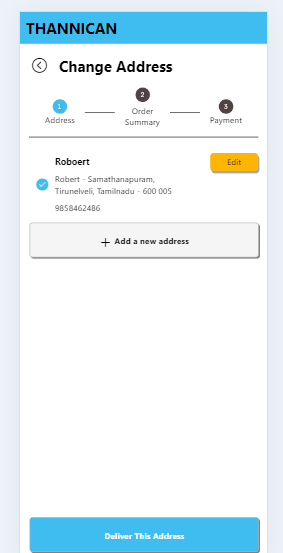 THANNICAN
Change Address
1 2 3
Address Order Payment
Summary
Roboert Edit
Robert - Samathanapuram,
Tirunelveli, Tamilnadu - 600 005
9858462486
+ Add a new address
Deliver This Address